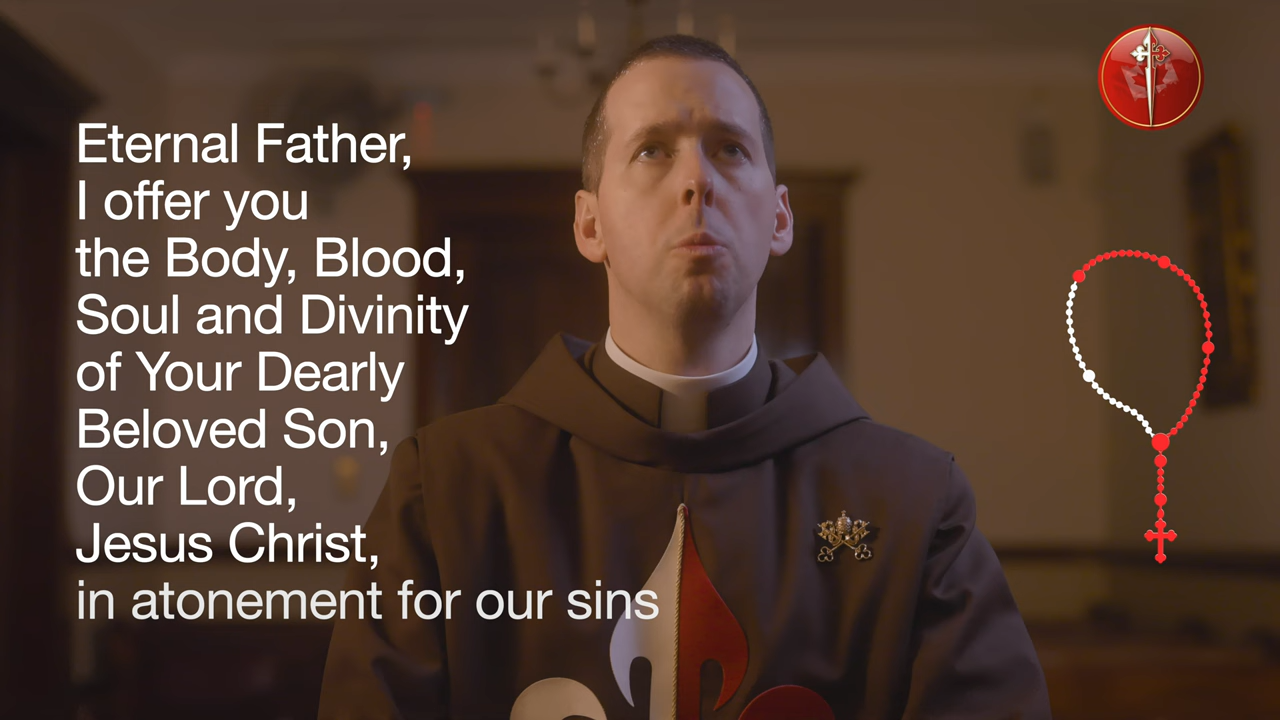 Eternal Father,
I offer you
the Body, Blood,
Soul and Divinity
of Your Dearly
Beloved Son,
Our Lord,
Jesus Christ,
in atonement for our sins